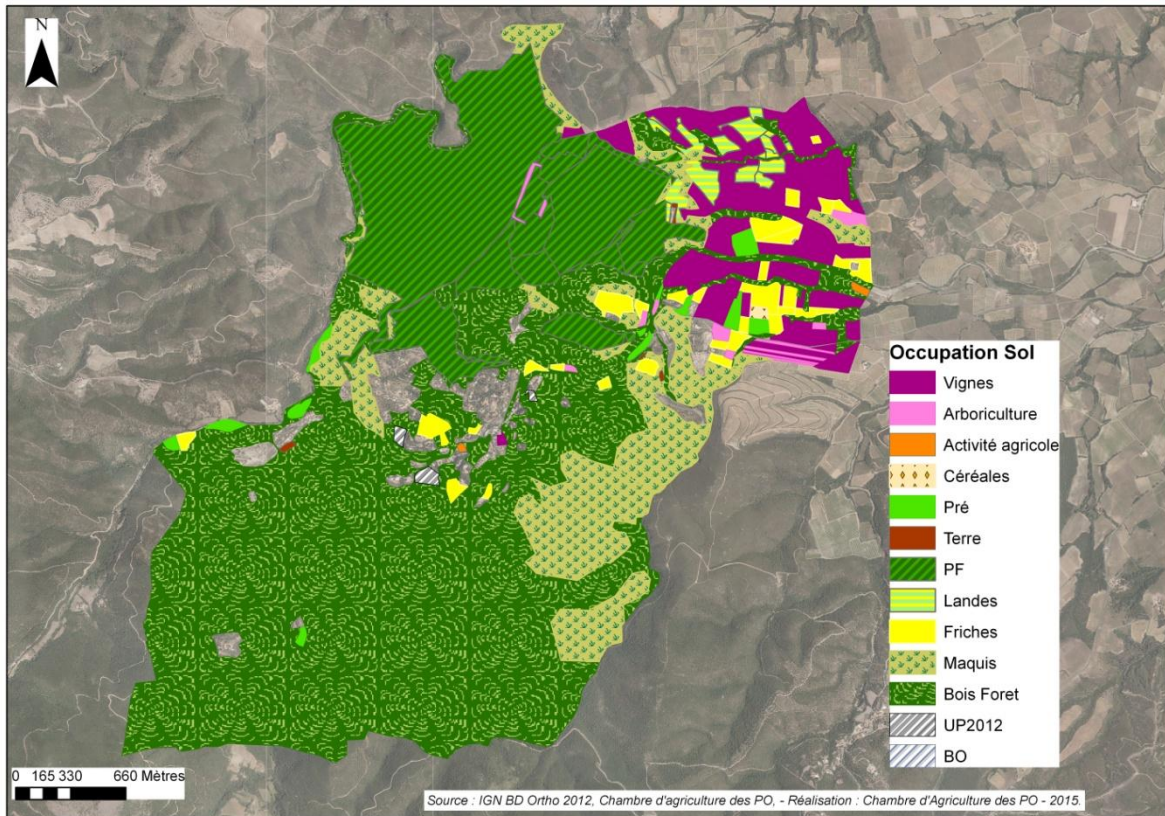 N
Occupation Sol
Vignes
Arboriculture
Activité agricole
Céréales
Pré
Terre
PF
Landes
Friches
Maquis
Bois Foret
UP2012
BO
0 165 330 660 Mètres
Source : IGN BD Ortho 2012, Chambre d'agriculture des PO, - Réalisation : Chambre d'Agriculture des PO - 2015.